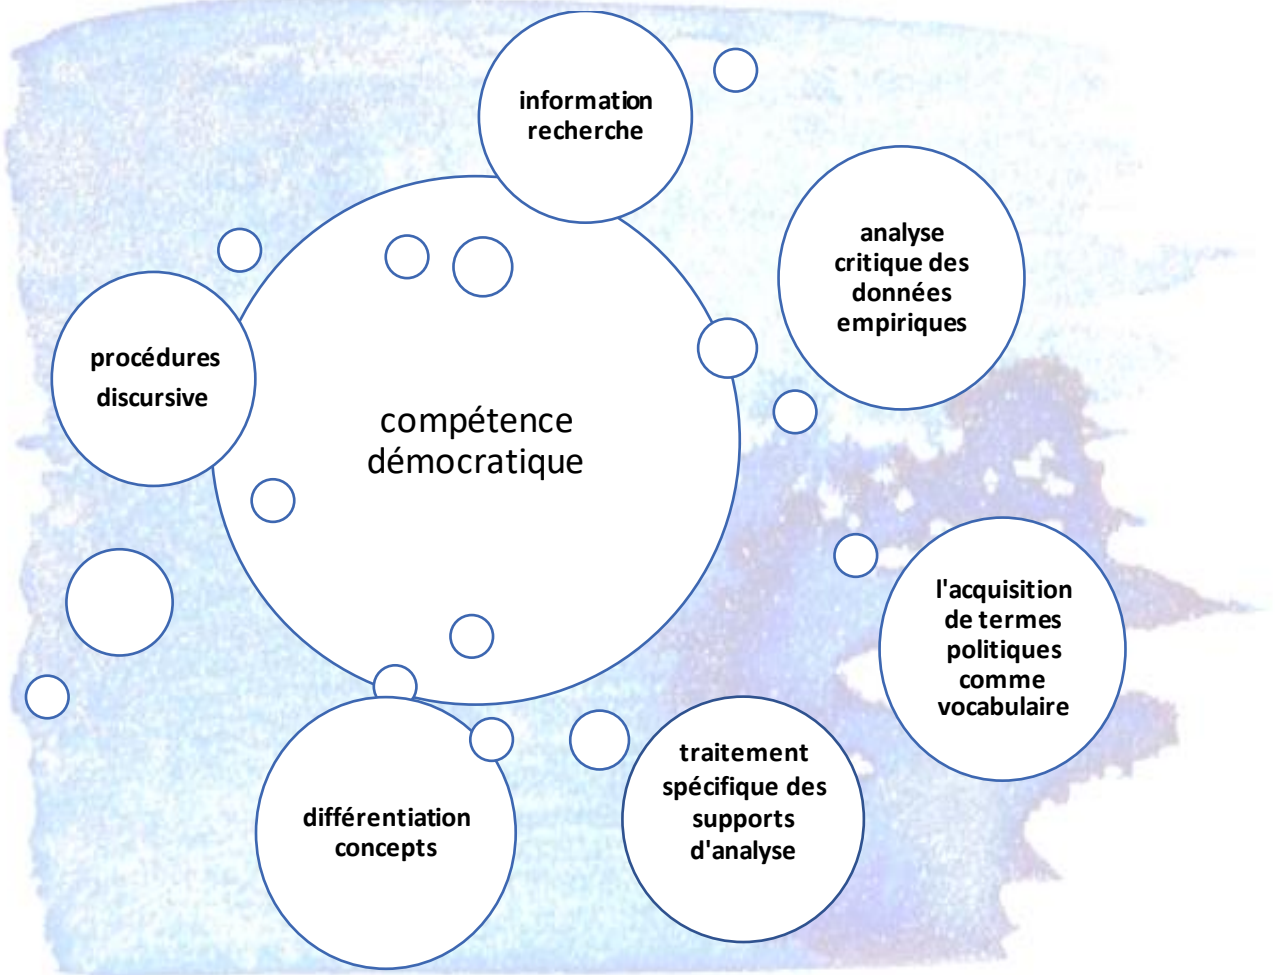 information
recherche
analyse
critique des
données
empiriques
procédures
discursive
compétence
démocratique
l'acquisition
de termes
politiques
comme
vocabulaire
traitement
spécifique des
supports
d'analyse
différentiation
concepts